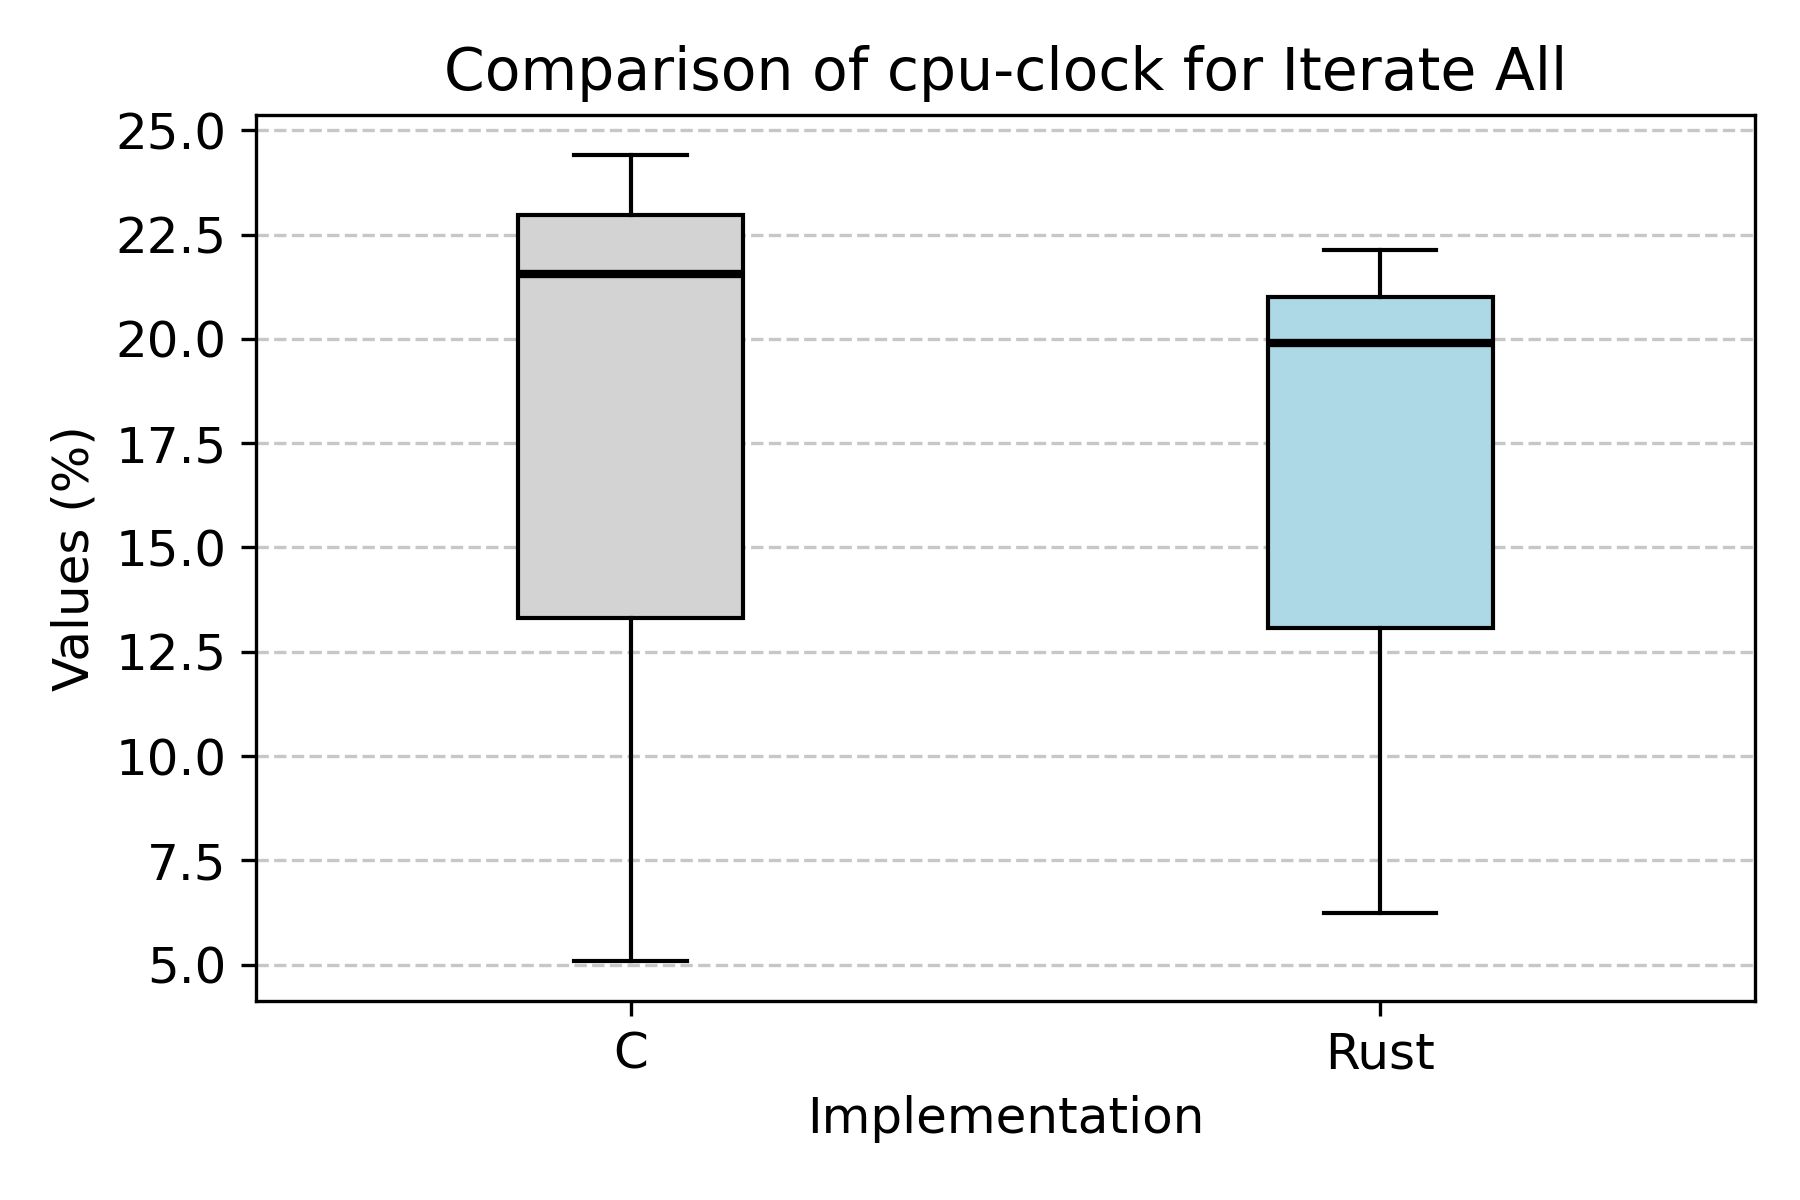 Comparison of cpu-clock for Iterate All
Values (%)
25.0
22.5
20.0
17.5
15.0
12.5
10.0
7.5
5.0
C
Rust
Implementation